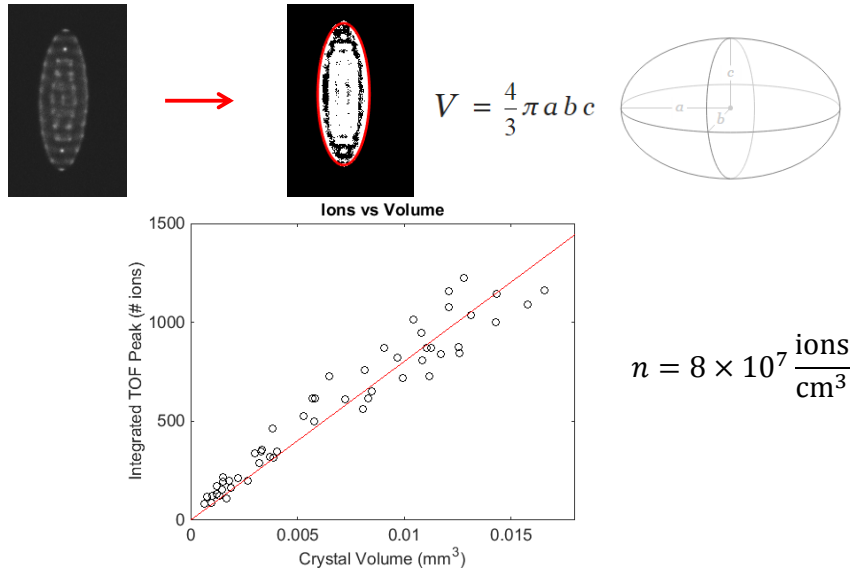 V = 4/3 π a b c
a
b
c
Ions vs Volume
Integrated TOF Peak (# ions)
1500
1000
500
0
0 0.005 0.01 0.015
Crystal Volume (mm³)
n = 8 × 10⁷ ions/cm³